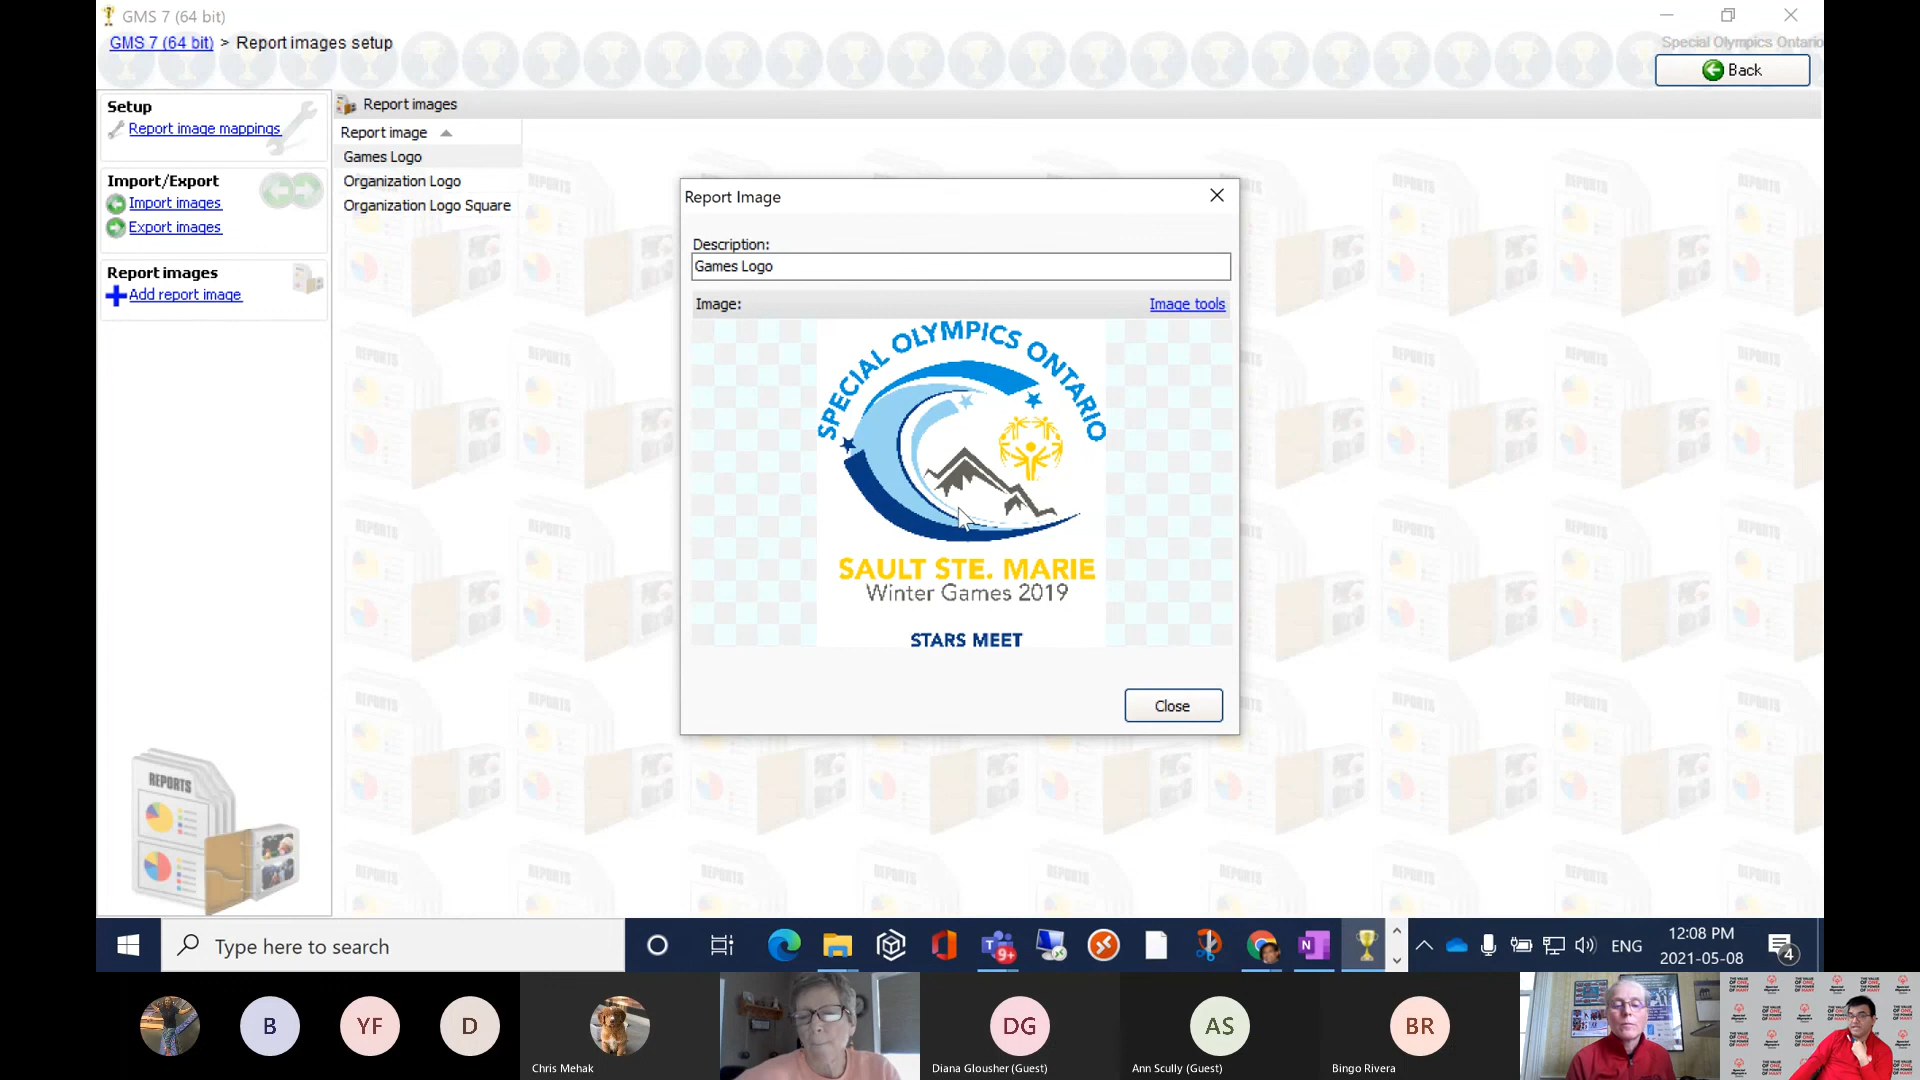 GMS 7 (64 bit)
GMS 7 (64 bit) > Report images setup
Special Olympics Ontario
Back
Setup
Report image mappings
Import/Export
Import images
Export images
Report images
Add report image
Report images
Report image
Games Logo
Organization Logo
Organization Logo Square
Report Image
Description:
Games Logo
Image:
Image tools
SPECIAL OLYMPICS ONTARIO
SAULT STE. MARIE
Winter Games 2019
STARS MEET
Close
REPORTS
Type here to search
9+
N
ENG
12:08 PM
2021-05-08
4
B
YF
D
Chris Mehak
DG
Diana Glousher (Guest)
AS
Ann Scully (Guest)
BR
Bingo Rivera